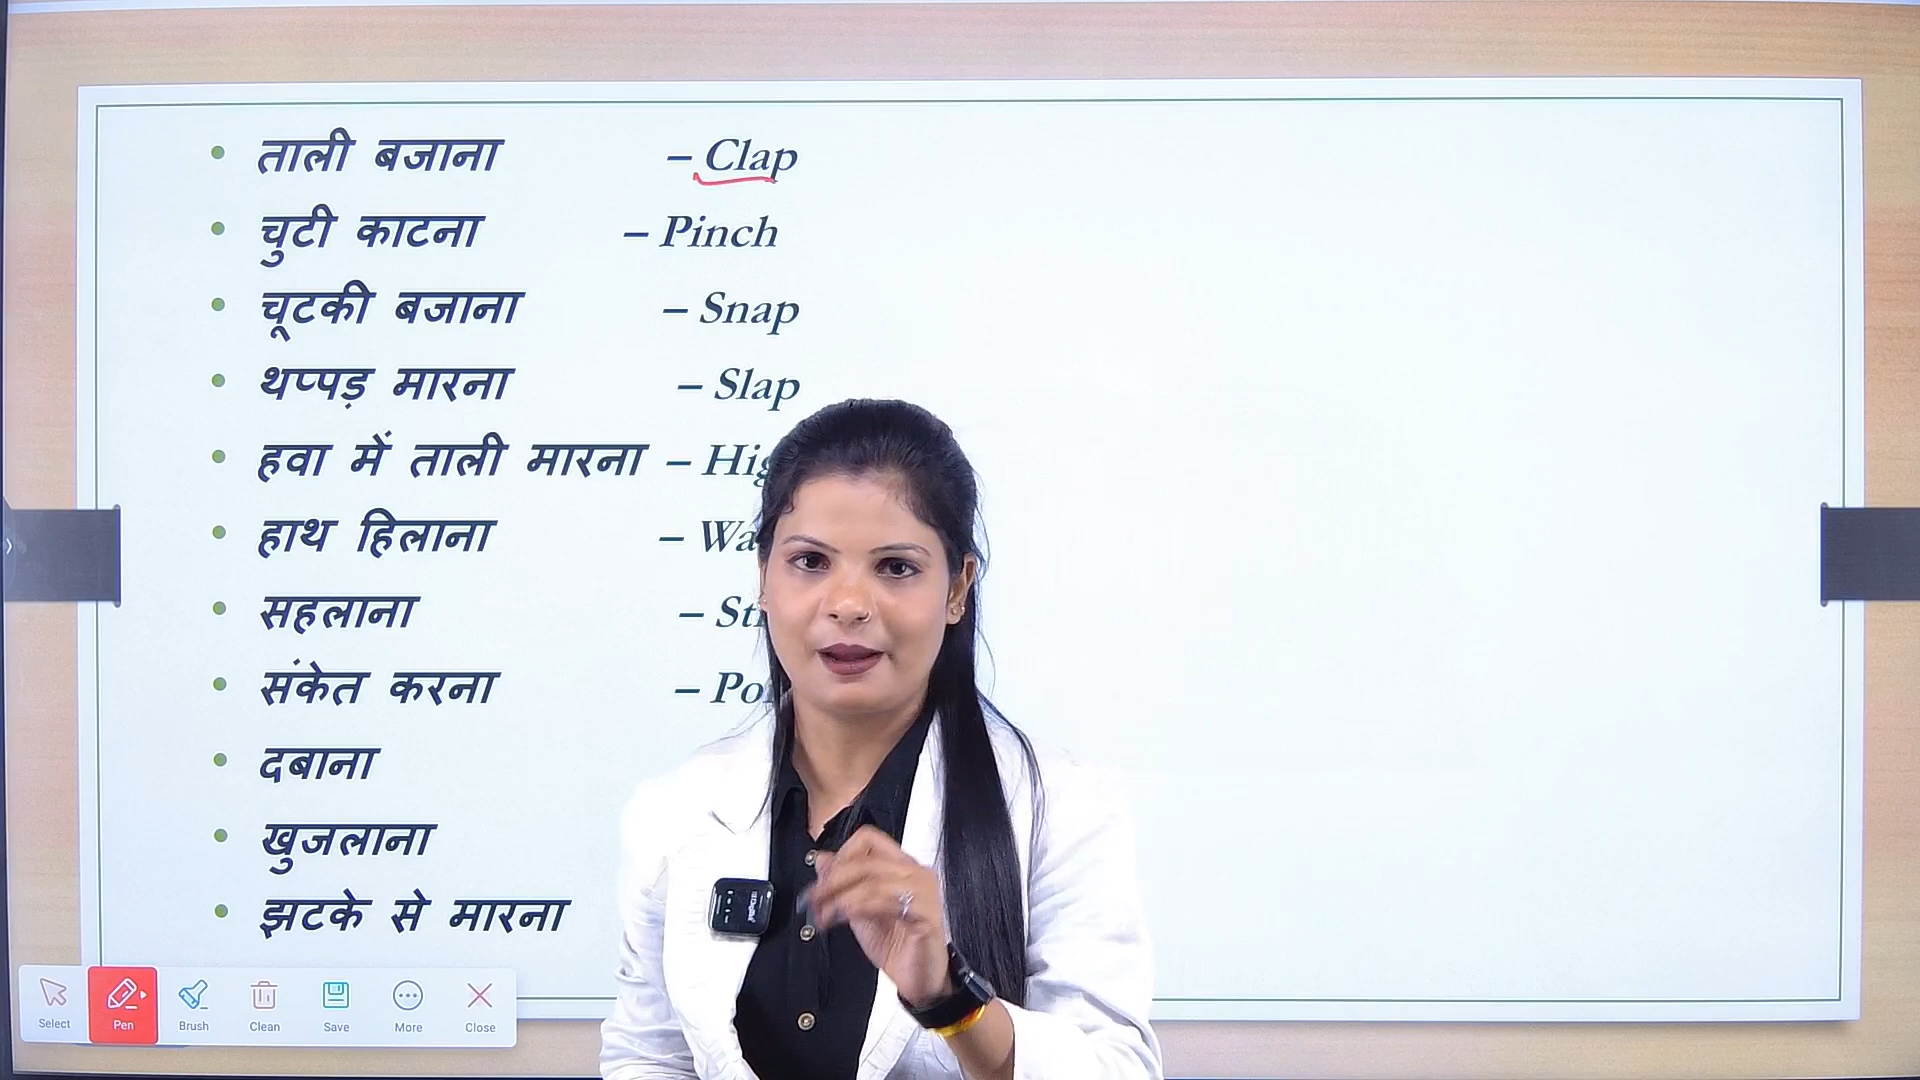 • ताली बजाना – Clap
• चुटी काटना – Pinch
• चूटकी बजाना – Snap
• थप्पड़ मारना – Slap
• हवा में ताली मारना –
• हाथ हिलाना –
• सहलाना –
• संकेत करना –
• दबाना
• खुजलाना
• झटके से मारना
Select Pen Brush Clean Save More Close